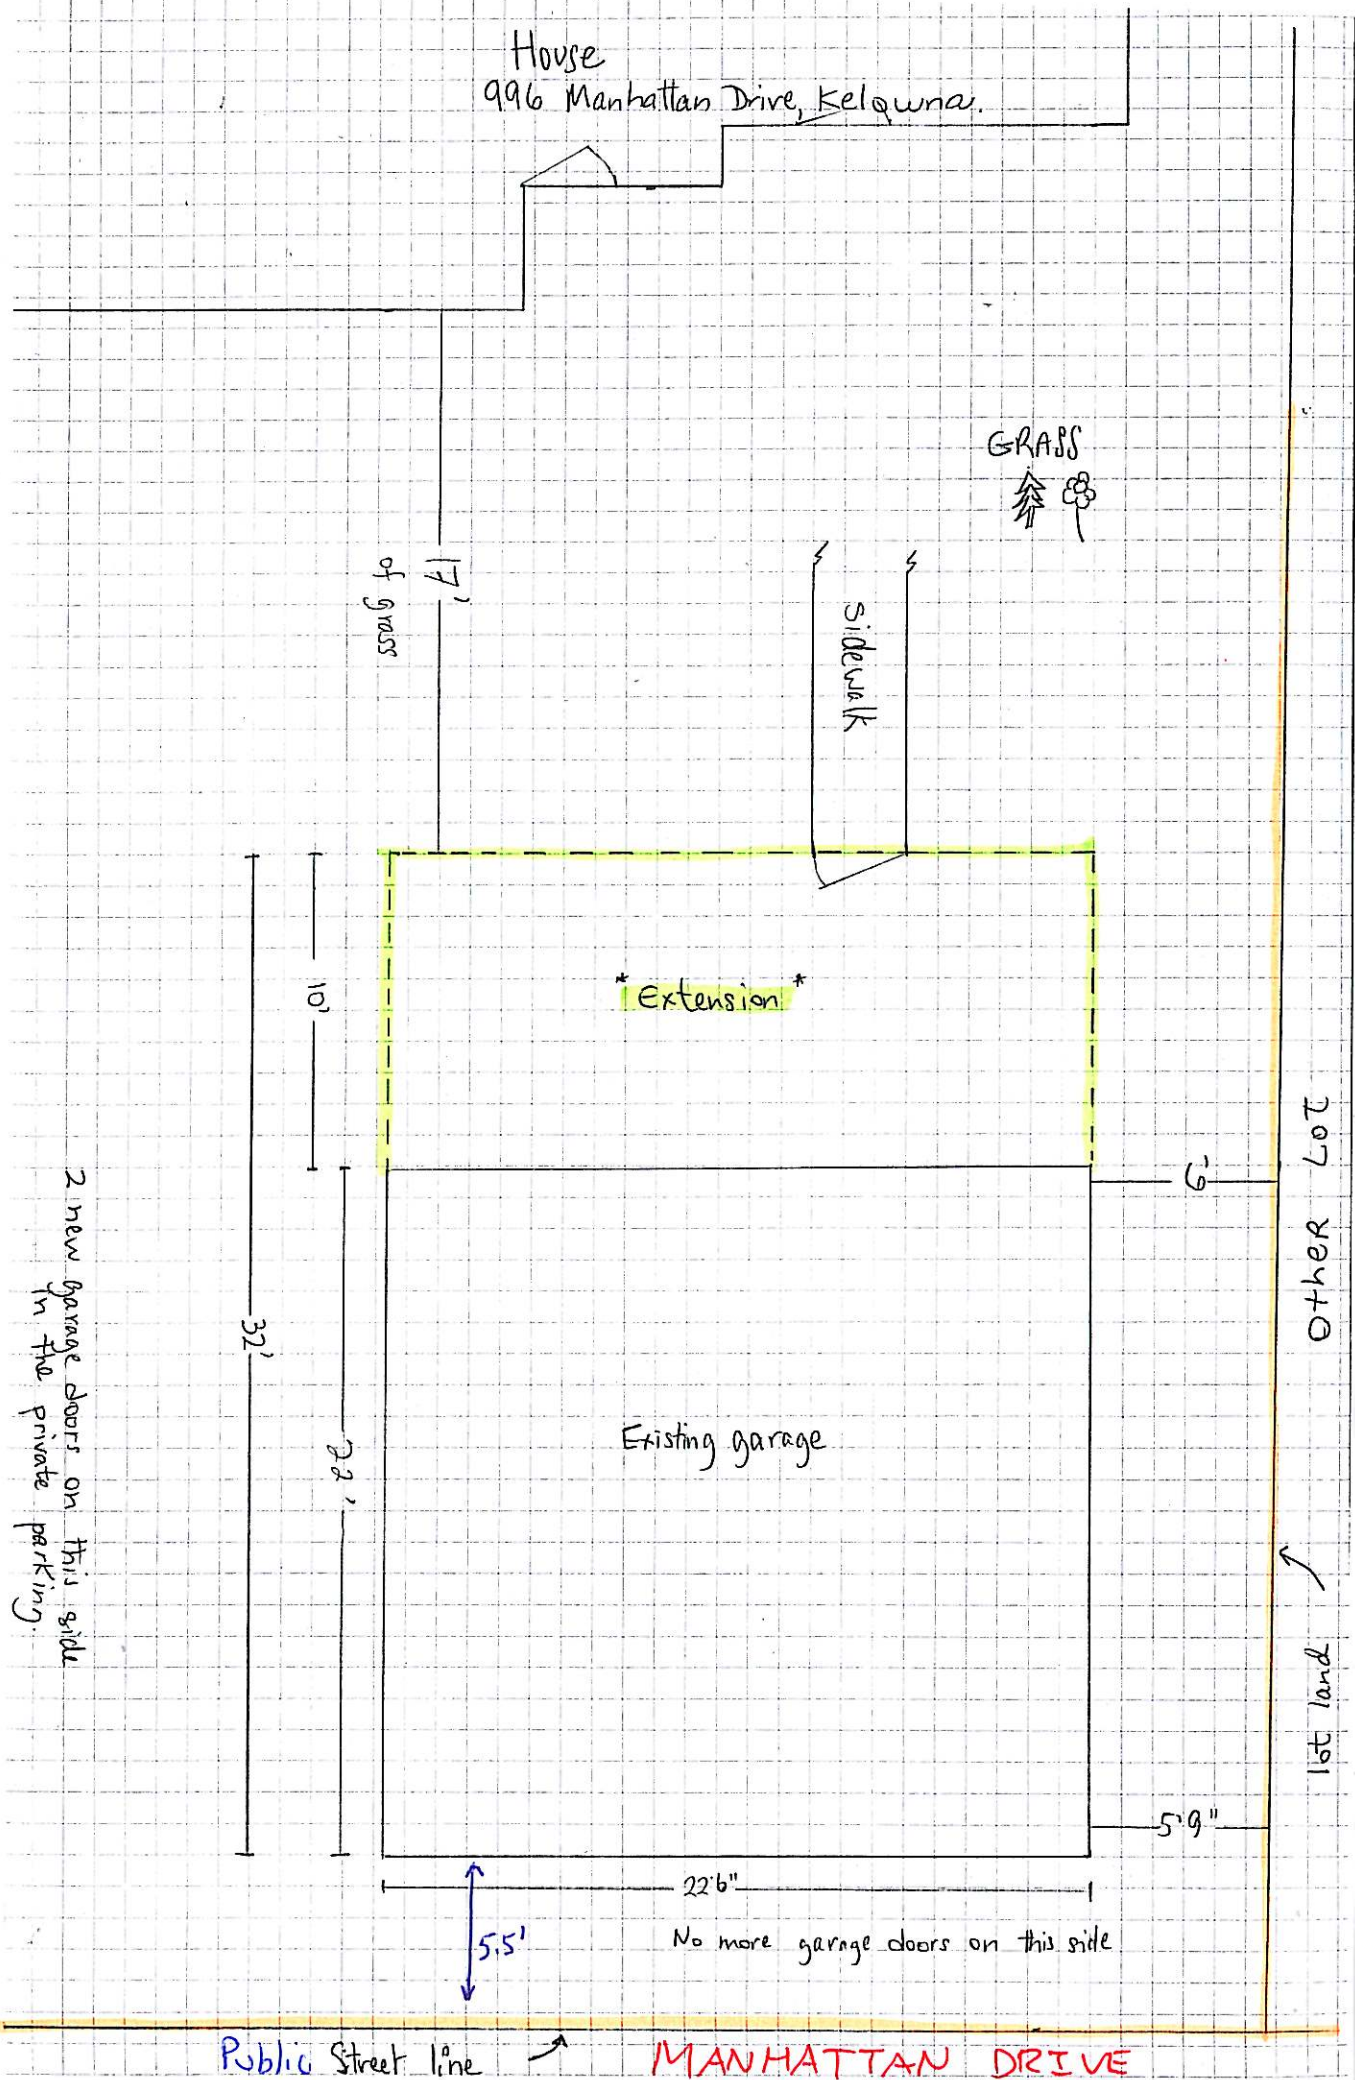 House
996 Manhattan Drive, Kelowna.
GRASS
17'
of grass
Sidewalk
10'
* Extension *
6'
OTHER LOT
32'
22'
2 new garage doors on this side
in the private parking.
Existing garage
lot land
5'9"
22'6"
5.5'
No more garage doors on this side
Public Street line
MANHATTAN DRIVE